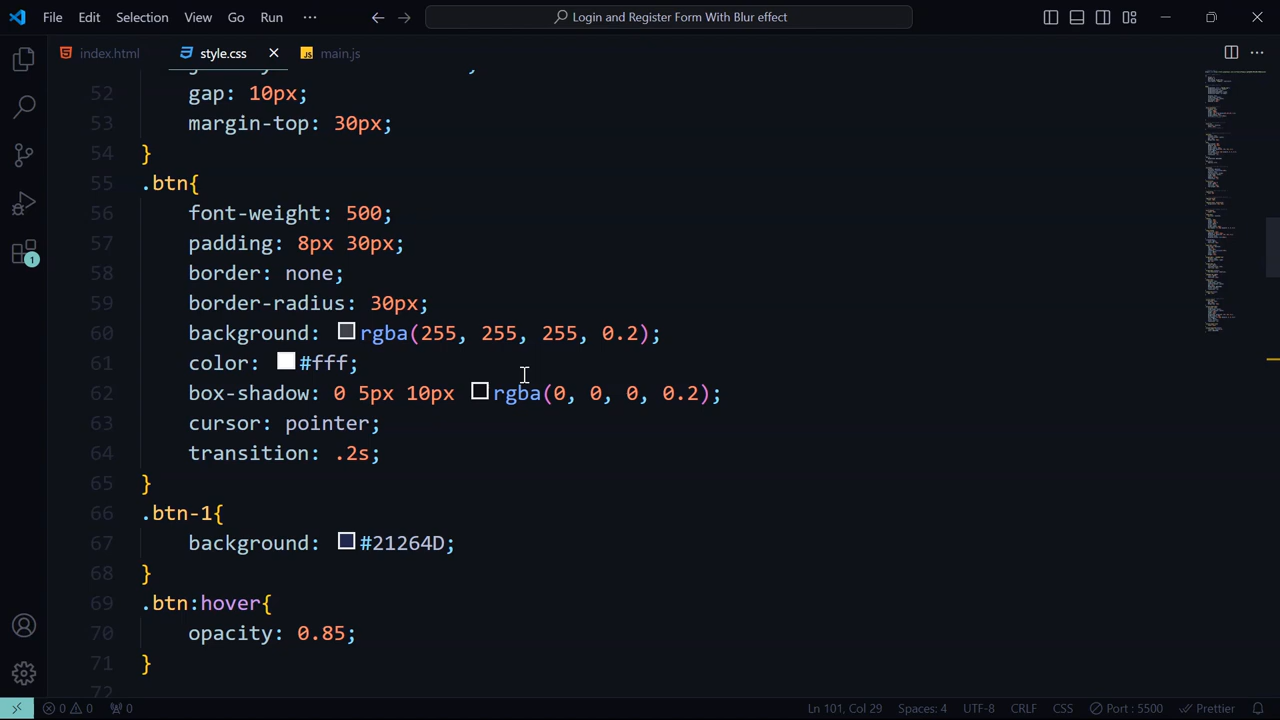 File Edit Selection View Go Run ···
Login and Register Form With Blur effect
index.html style.css main.js
52 gap: 10px;
53 margin-top: 30px;
54 }
55 .btn{
56 font-weight: 500;
57 padding: 8px 30px;
58 border: none;
59 border-radius: 30px;
60 background: rgba(255, 255, 255, 0.2);
61 color: #fff;
62 box-shadow: 0 5px 10px rgba(0, 0, 0, 0.2);
63 cursor: pointer;
64 transition: .2s;
65 }
66 .btn-1{
67 background: #21264D;
68 }
69 .btn:hover{
70 opacity: 0.85;
71 }
72
1
0 0 0 Ln 101, Col 29 Spaces: 4 UTF-8 CRLF CSS Port : 5500 Prettier